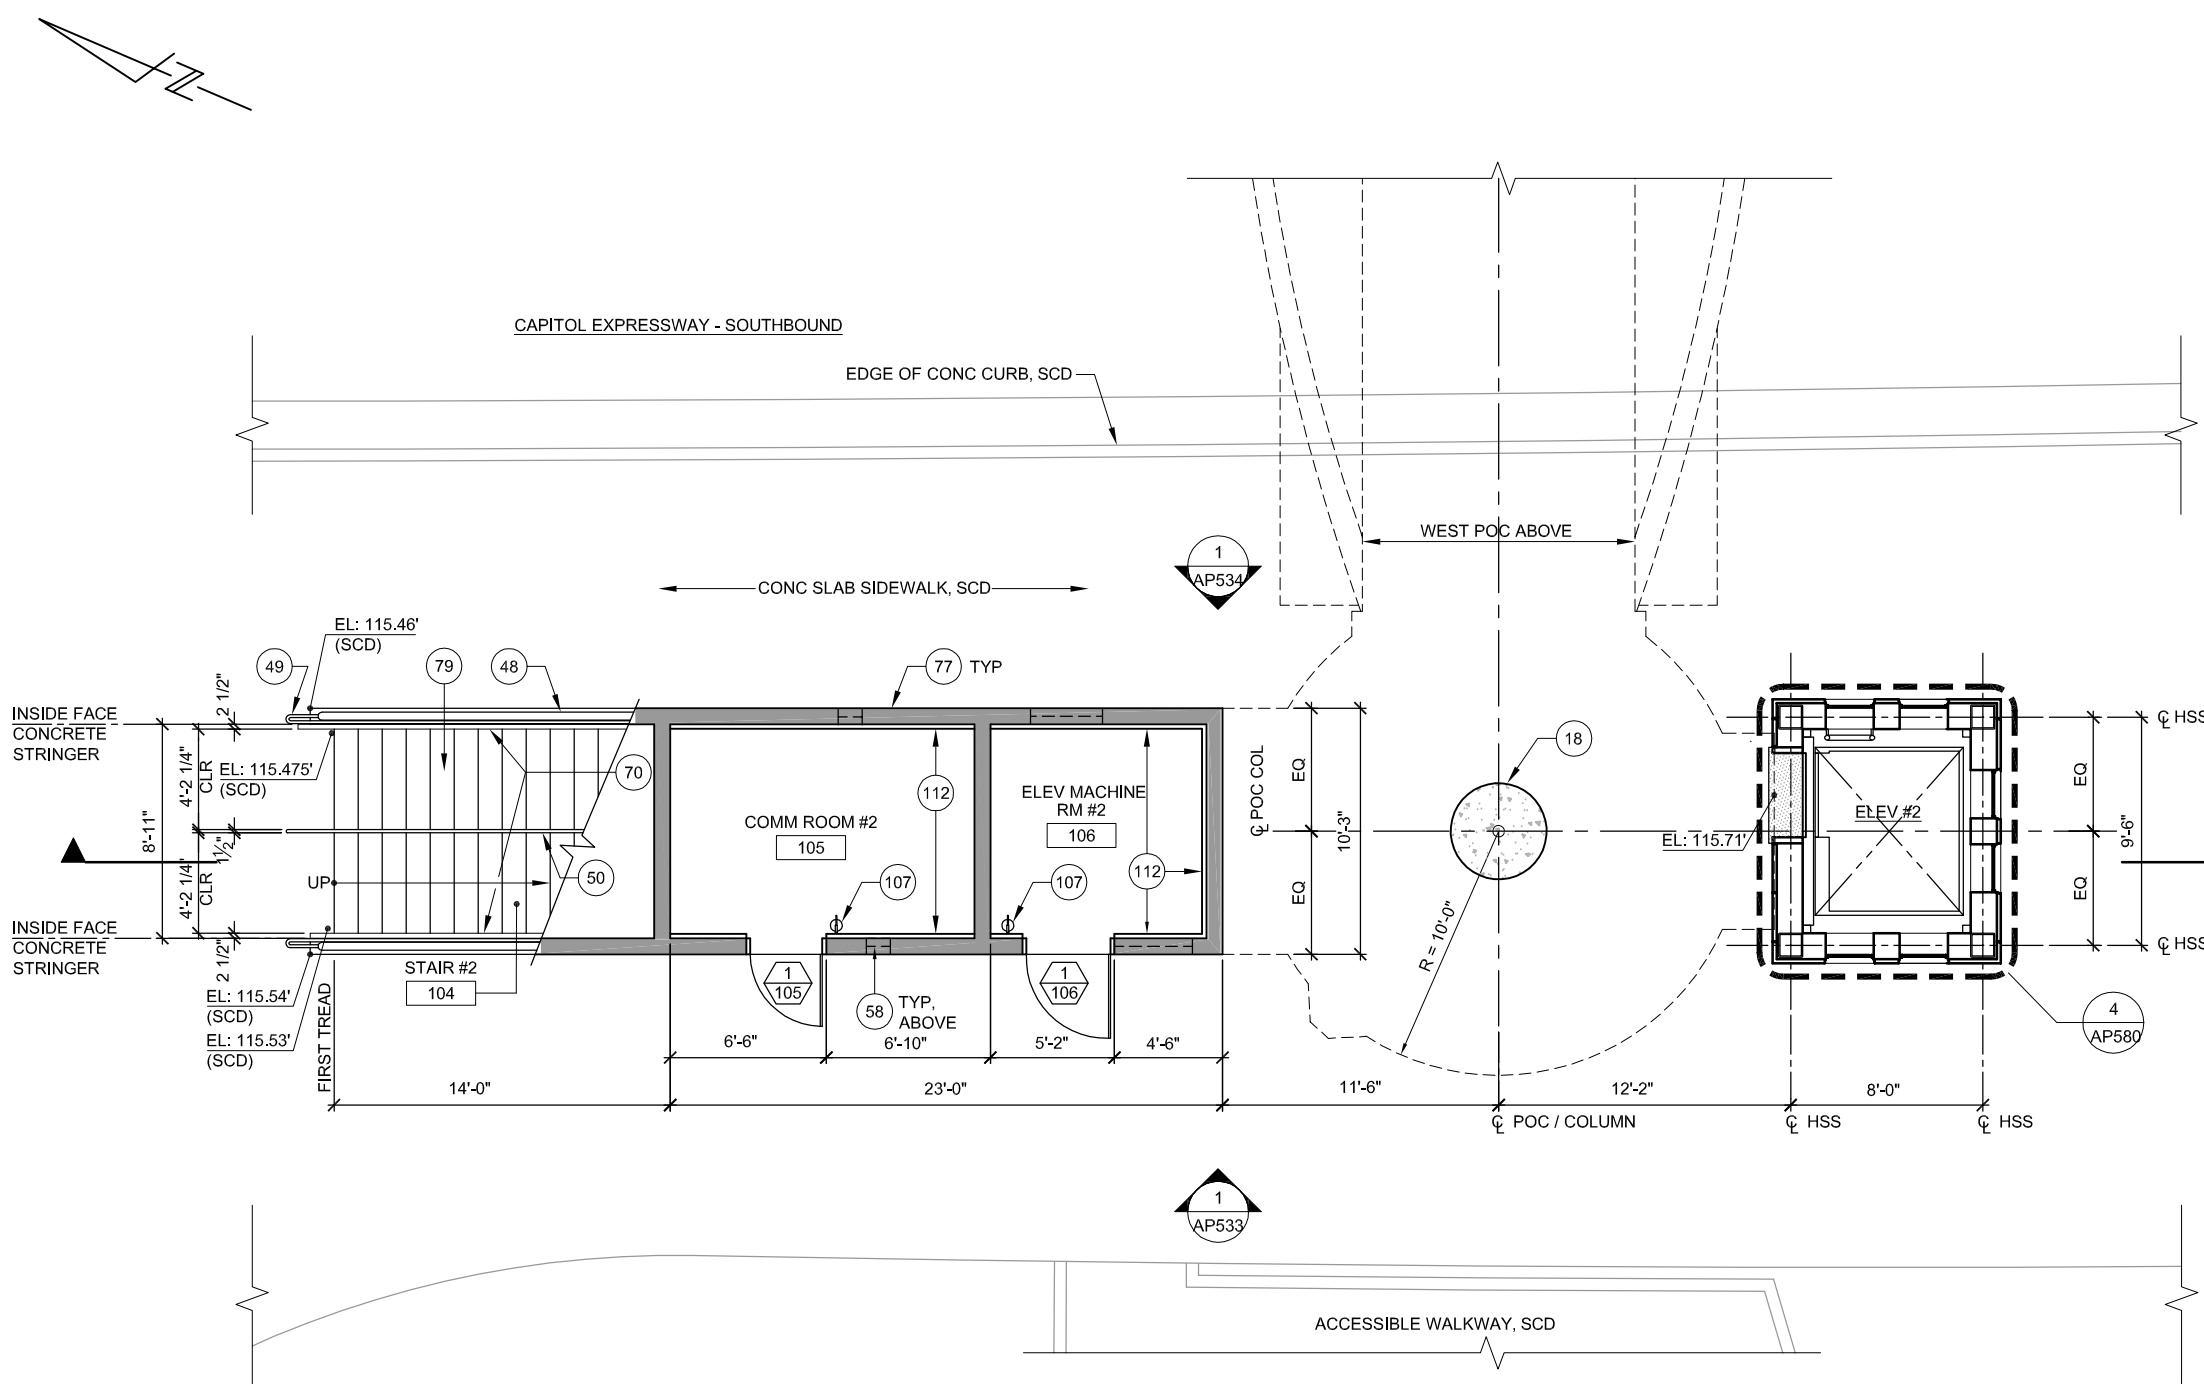 CAPITOL EXPRESSWAY - SOUTHBOUND
EDGE OF CONC CURB, SCD
WEST POC ABOVE
1
AP534
CONC SLAB SIDEWALK, SCD
EL: 115.46'
(SCD)
49
79
48
77 TYP
2 1/2"
INSIDE FACE
CONCRETE
STRINGER
EL: 115.475'
(SCD)
4'-2 1/4"
CLR
8'-11"
1 1/2"
4'-2 1/4"
CLR
2 1/2"
INSIDE FACE
CONCRETE
STRINGER
70
50
UP
112
COMM ROOM #2
105
ELEV MACHINE
RM #2
106
112
107
107
℄ POC COL
EQ
EQ
10'-3"
18
R = 10'-0"
EL: 115.71'
ELEV #2
EQ
EQ
9'-6"
℄ HSS
℄ HSS
STAIR #2
104
EL: 115.54'
(SCD)
EL: 115.53'
(SCD)
FIRST TREAD
1
105
58
TYP,
ABOVE
1
106
4
AP580
6'-6"
6'-10"
5'-2"
4'-6"
14'-0"
23'-0"
11'-6"
12'-2"
8'-0"
℄ POC / COLUMN
℄ HSS
℄ HSS
1
AP533
ACCESSIBLE WALKWAY, SCD